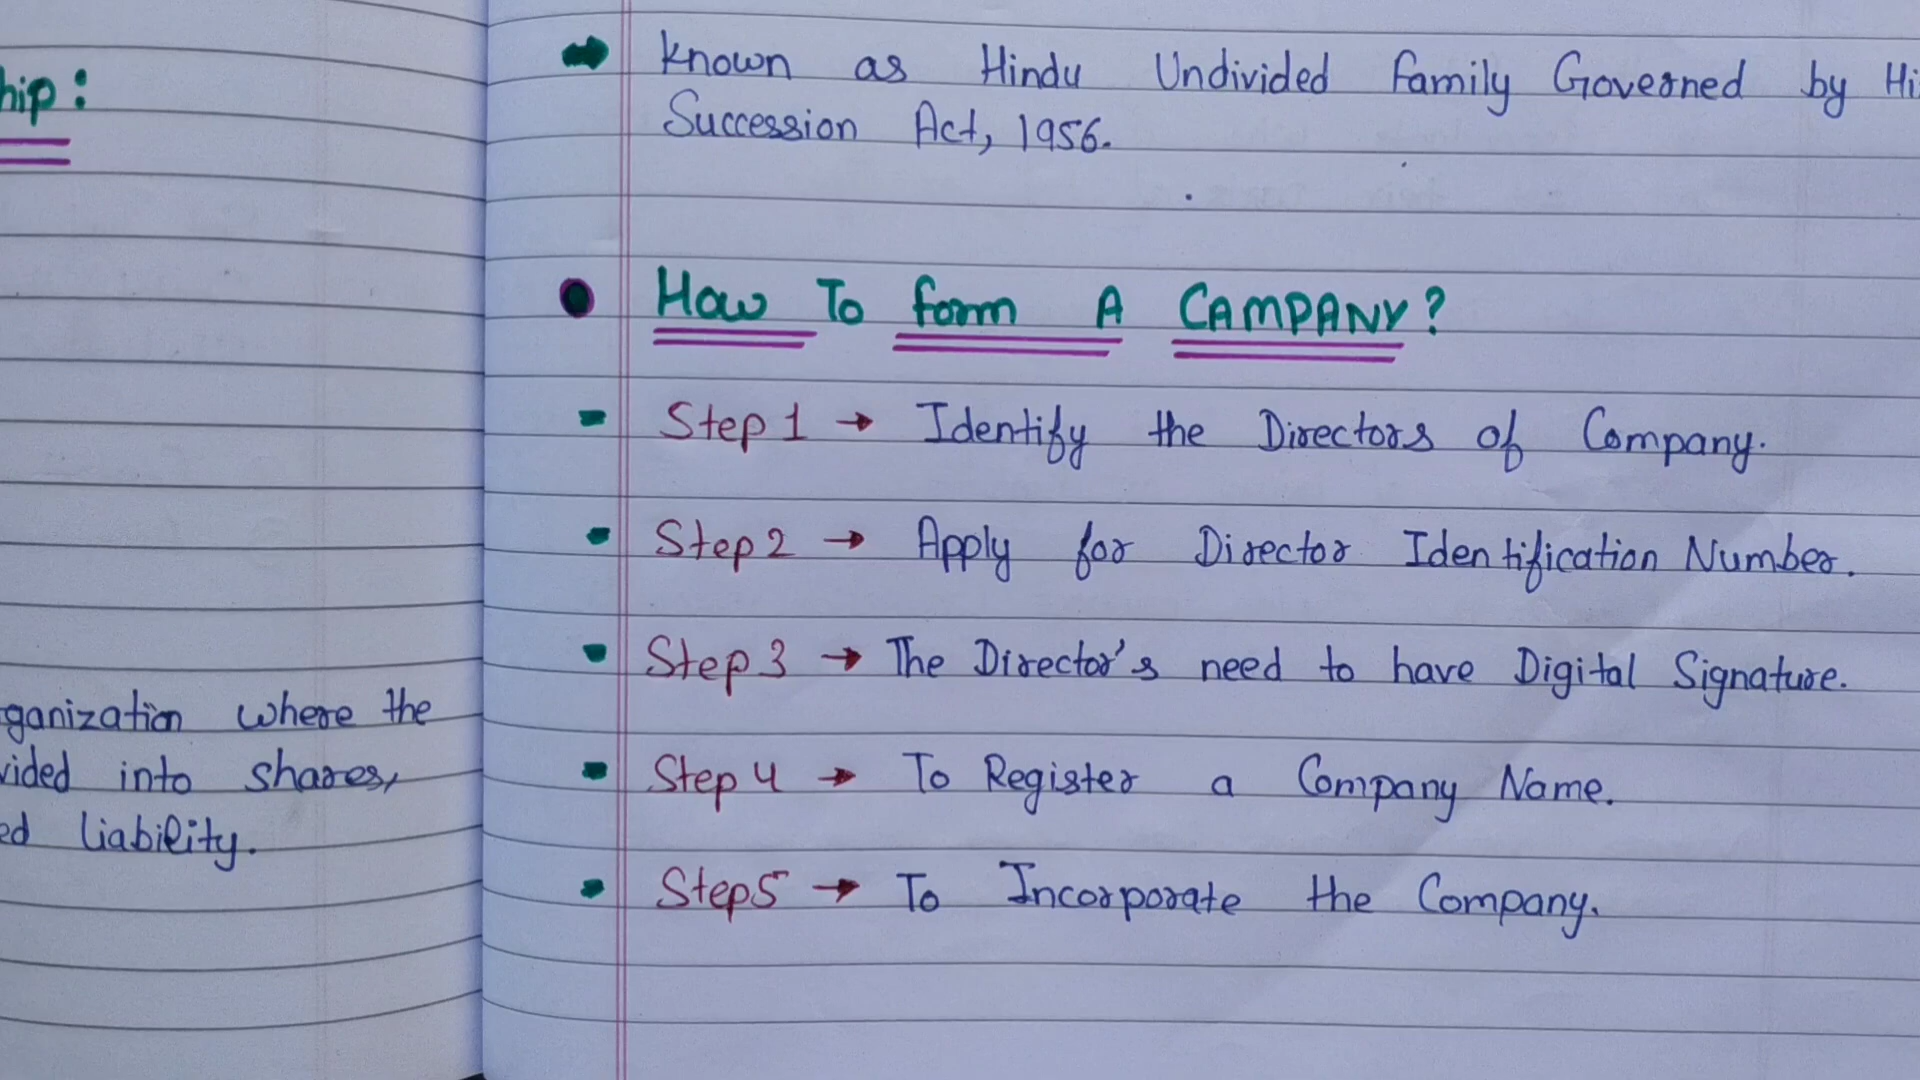 hip:
ganization where the
vided into shares,
ed liability.
Known as Hindu Undivided Family Governed by Hi
Succession Act, 1956.
How To form A CAMPANY?
Step 1 → Identify the Directors of Company.
Step 2 → Apply for Director Identification Number.
Step 3 → The Director's need to have Digital Signature.
Step 4 → To Register a Company Name.
Step 5 → To Incorporate the Company.